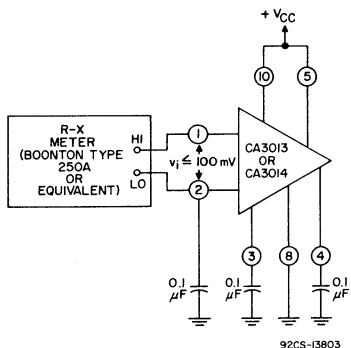 + VCC
10
5
R-X
METER
(BOONTON TYPE
250A
OR
EQUIVALENT)
HI
LO
1
vi ≤ 100 mV
2
CA3013
OR
CA3014
3
8
4
0.1
μF
0.1
μF
0.1
μF
92CS-13803